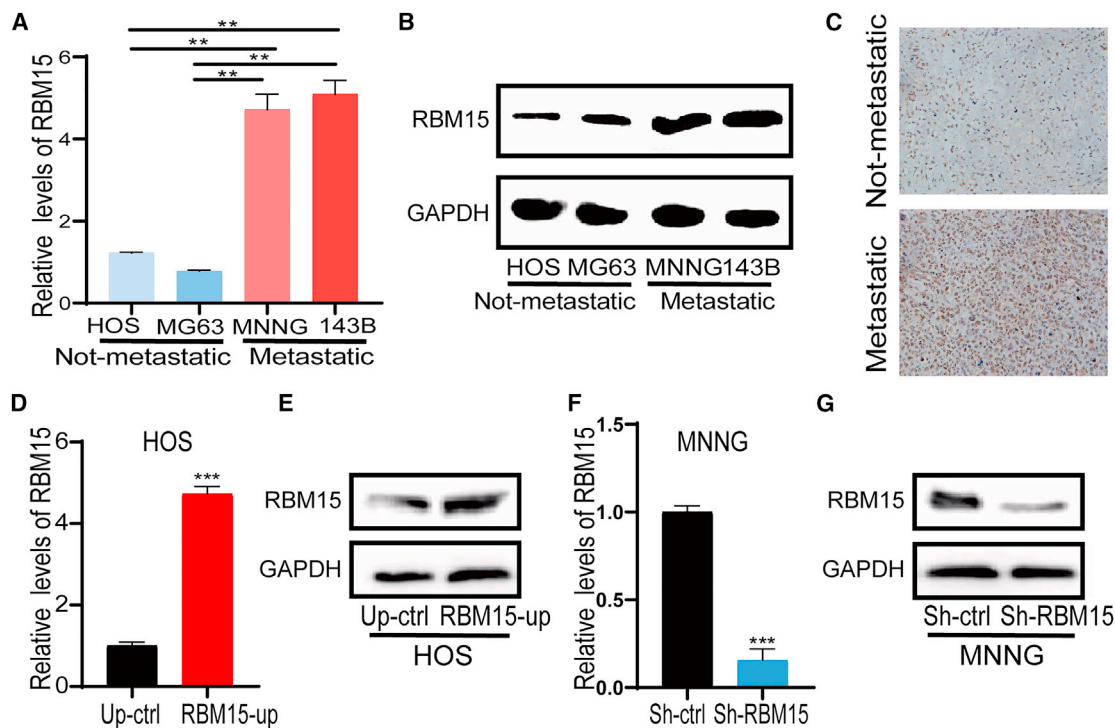 A
**
**
**
**
Relative levels of RBM15
6
4
2
0
HOS MG63 MNNG 143B
Not-metastatic Metastatic
B
RBM15
GAPDH
HOS MG63 MNNG143B
Not-metastatic Metastatic
C
Not-metastatic
Metastatic
D
HOS
Relative levels of RBM15
6
4
2
0
***
Up-ctrl RBM15-up
E
RBM15
GAPDH
Up-ctrl RBM15-up
HOS
F
MNNG
Relative levels of RBM15
1.5
1.0
0.5
0.0
***
Sh-ctrl Sh-RBM15
G
RBM15
GAPDH
Sh-ctrl Sh-RBM15
MNNG